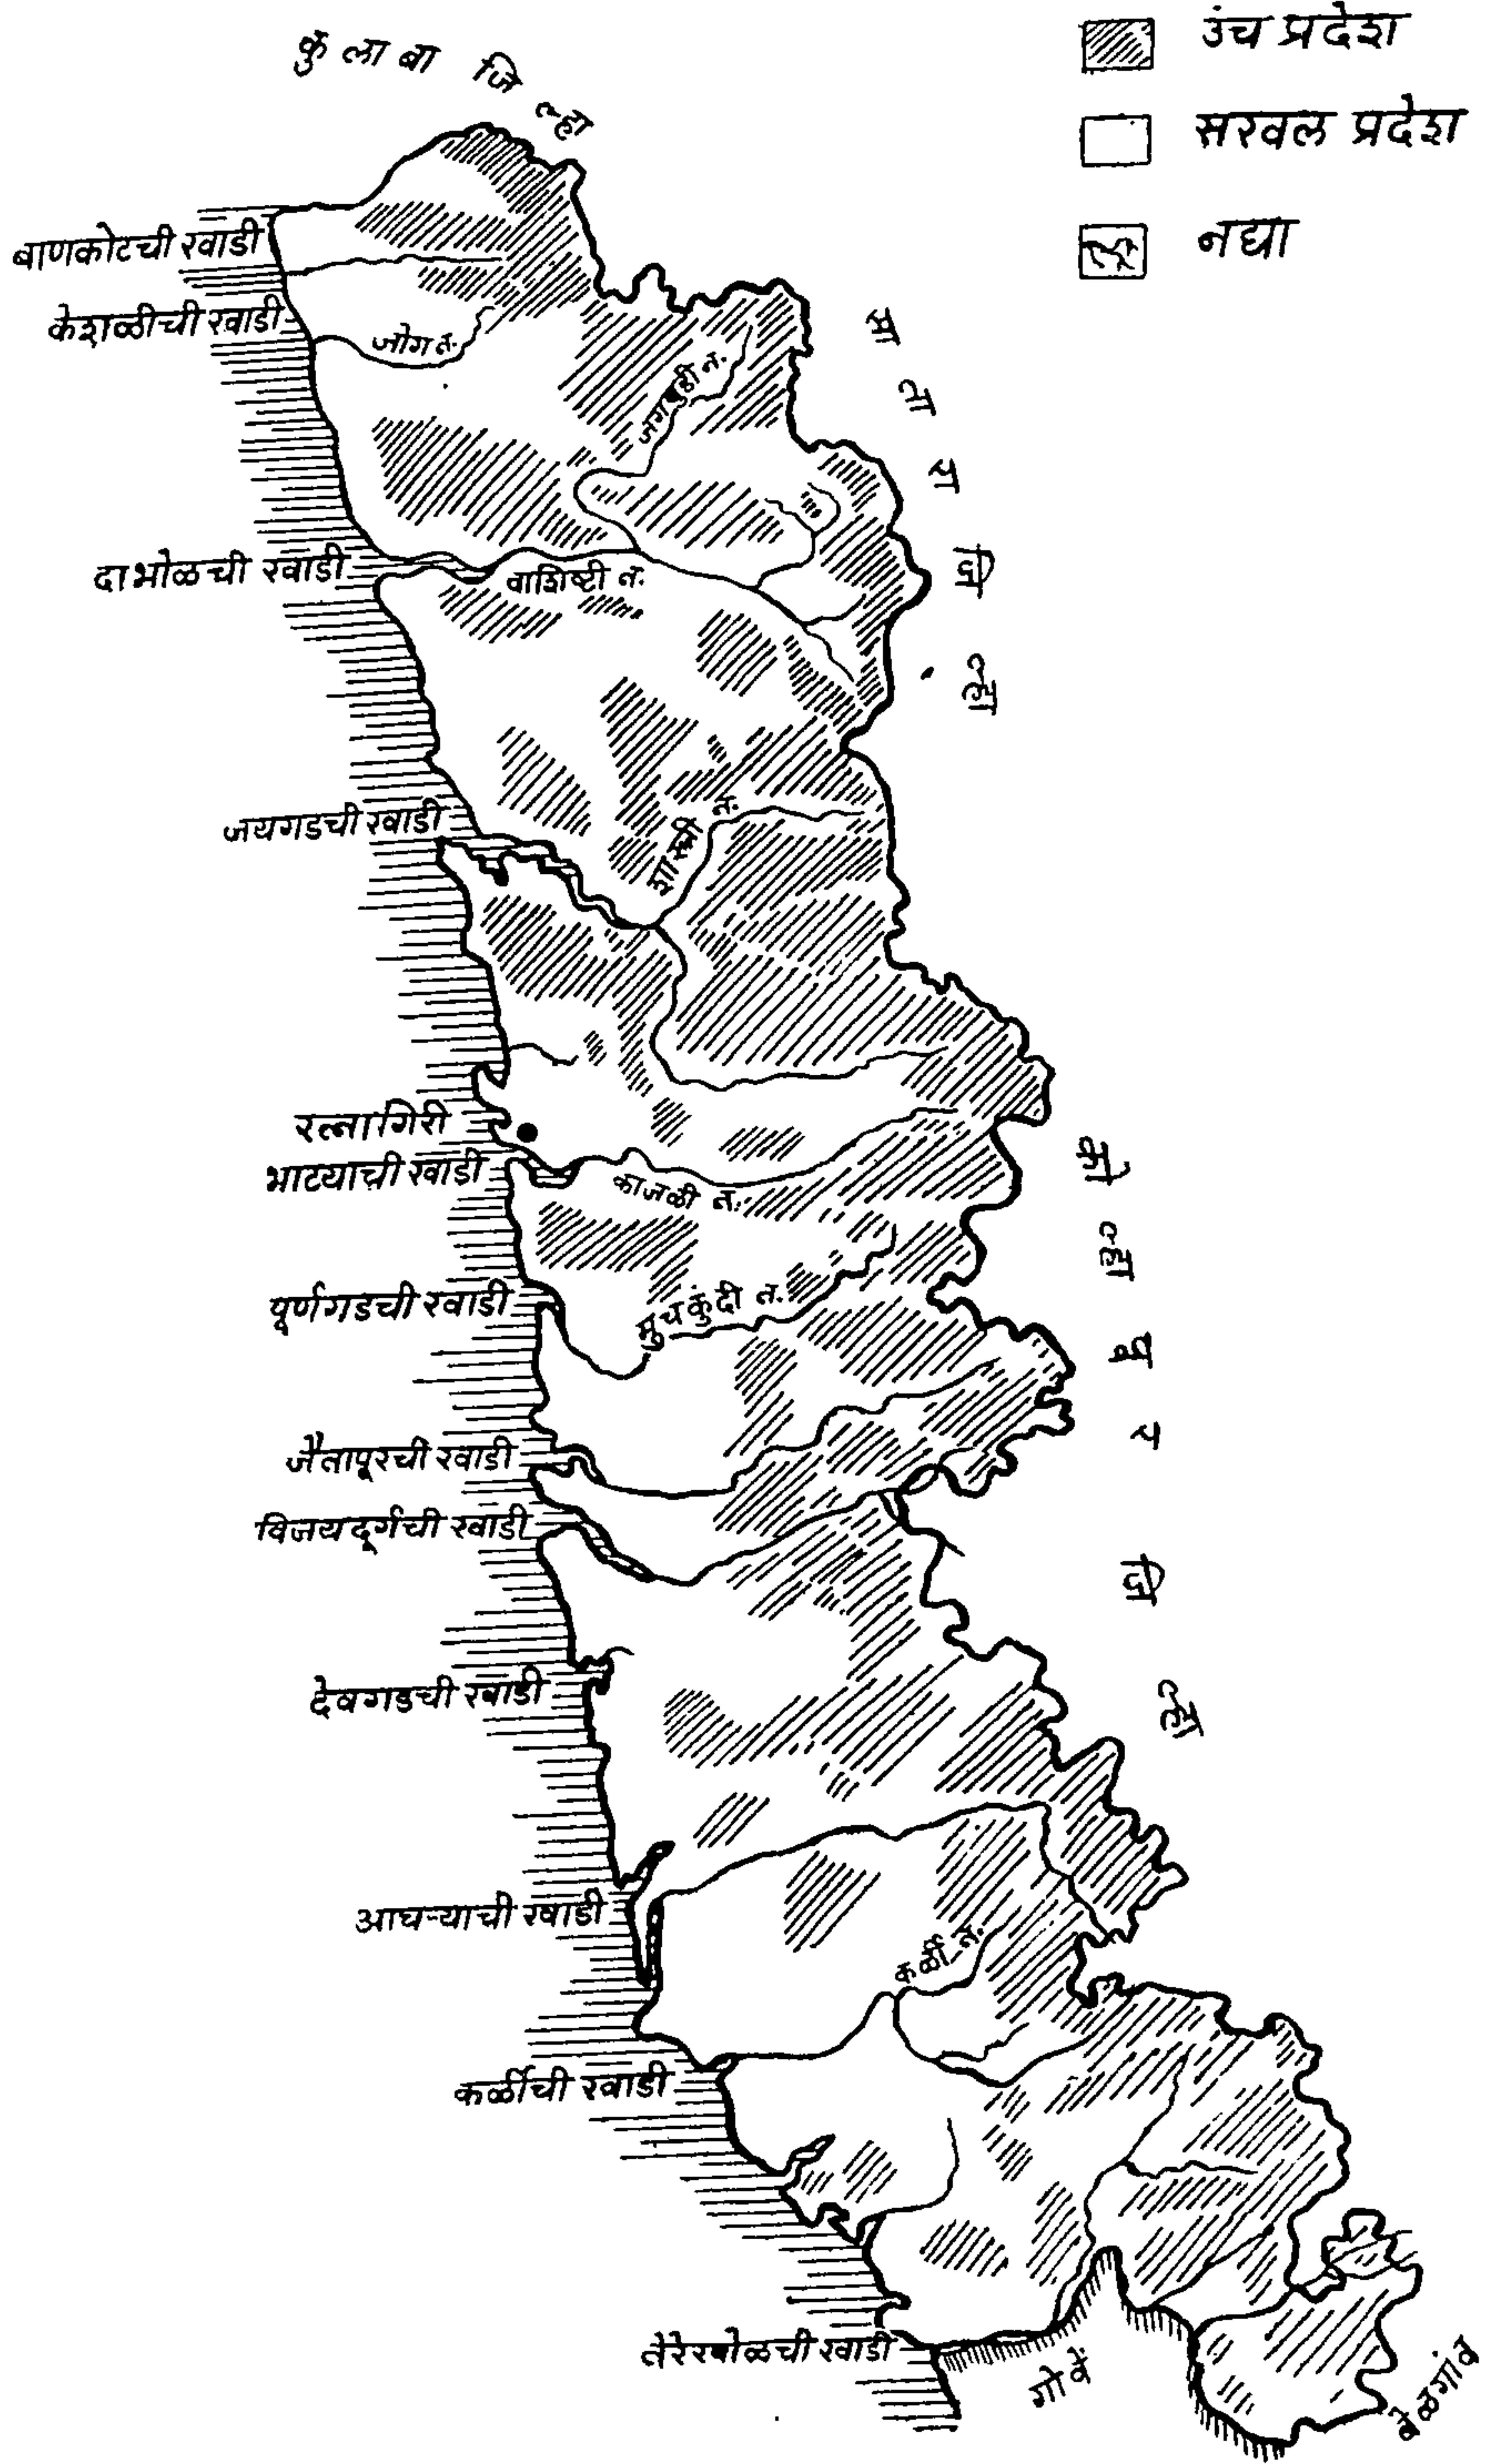 कुलाबा जिल्हा
उंच प्रदेश
सखल प्रदेश
नद्या
बाणकोटची खाडी
केशळीची खाडी
जोग न.
जगबुडी न.
सातारा जिल्हा
दाभोळची खाडी
वाशिष्टी न.
जयगडची खाडी
शास्त्री न.
रत्नागिरी
भाट्याची खाडी
काजळी न.
पूर्णगडची खाडी
मुचकुंदी न.
कोल्हापूर जिल्हा
जैतापूरची खाडी
विजयदूर्गची खाडी
देवगडची खाडी
आचऱ्याची खाडी
कर्ळी न.
कर्ळीची खाडी
तेरेखोळची खाडी
गोवें
बेळगांव